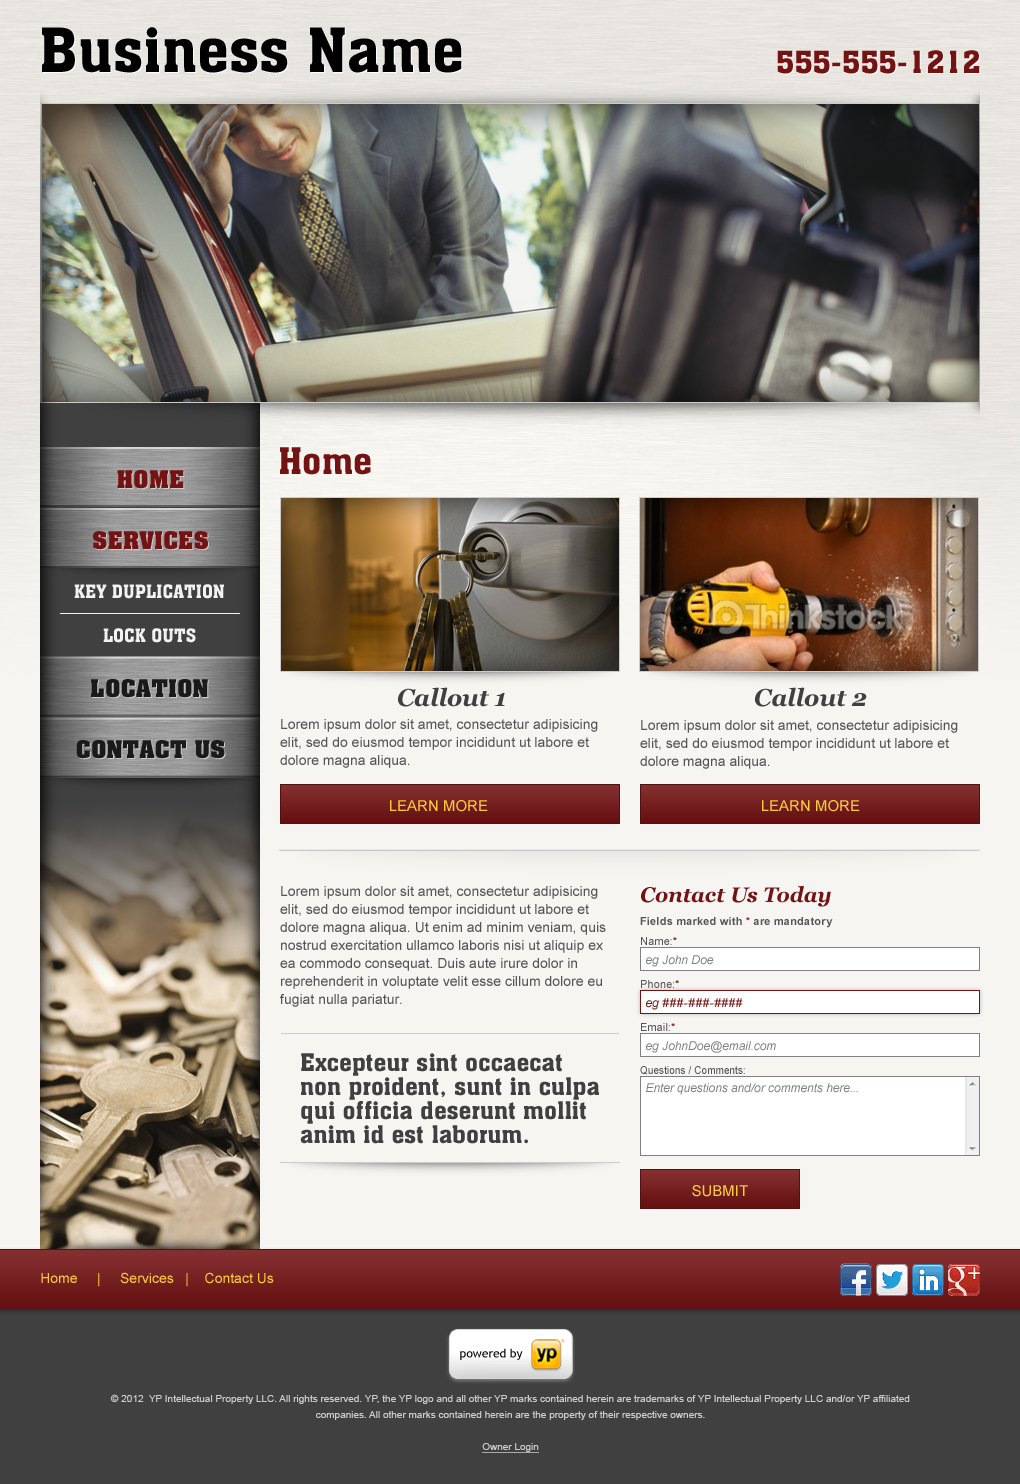 Business Name
555-555-1212
HOME
SERVICES
KEY DUPLICATION
LOCK OUTS
LOCATION
CONTACT US
Home
Thinkstock
Callout 1
Lorem ipsum dolor sit amet, consectetur adipisicing
elit, sed do eiusmod tempor incididunt ut labore et
dolore magna aliqua.
LEARN MORE
Callout 2
Lorem ipsum dolor sit amet, consectetur adipisicing
elit, sed do eiusmod tempor incididunt ut labore et
dolore magna aliqua.
LEARN MORE
Lorem ipsum dolor sit amet, consectetur adipisicing
elit, sed do eiusmod tempor incididunt ut labore et
dolore magna aliqua. Ut enim ad minim veniam, quis
nostrud exercitation ullamco laboris nisi ut aliquip ex
ea commodo consequat. Duis aute irure dolor in
reprehenderit in voluptate velit esse cillum dolore eu
fugiat nulla pariatur.
Excepteur sint occaecat
non proident, sunt in culpa
qui officia deserunt mollit
anim id est laborum.
Contact Us Today
Fields marked with * are mandatory
Name:*
eg John Doe
Phone:*
eg ###-###-####
Email:*
eg JohnDoe@email.com
Questions / Comments:
Enter questions and/or comments here...
SUBMIT
Home | Services | Contact Us
f in g+
powered by yp
© 2012 YP Intellectual Property LLC. All rights reserved. YP, the YP logo and all other YP marks contained herein are trademarks of YP Intellectual Property LLC and/or YP affiliated
companies. All other marks contained herein are the property of their respective owners.
Owner Login